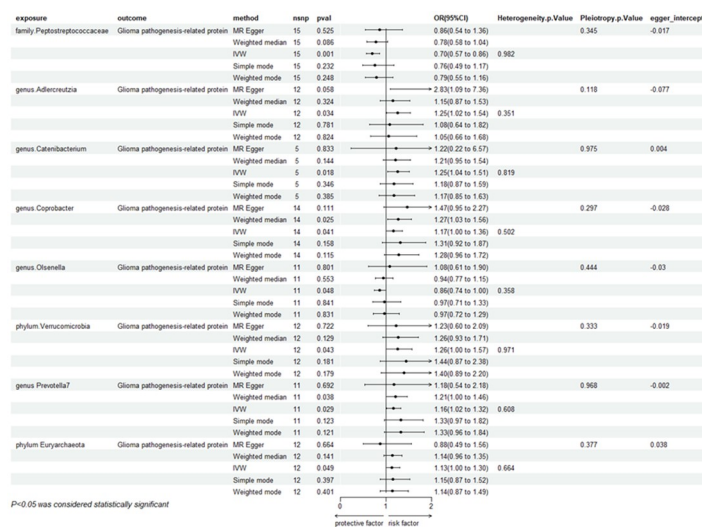 exposure outcome method nsnp pval OR(95%CI) Heterogeneity.p.Value Pleiotropy.p.Value egger_intercept
family.Peptostreptococcaceae Glioma pathogenesis-related protein MR Egger 15 0.525 0.86(0.54 to 1.36) 0.345 -0.017
Weighted median 15 0.086 0.78(0.58 to 1.04)
IVW 15 0.001 0.70(0.57 to 0.86) 0.982
Simple mode 15 0.232 0.76(0.49 to 1.17)
Weighted mode 15 0.248 0.79(0.55 to 1.16)
genus.Adlercreutzia Glioma pathogenesis-related protein MR Egger 12 0.058 2.83(1.09 to 7.36) 0.118 -0.077
Weighted median 12 0.324 1.15(0.87 to 1.53)
IVW 12 0.034 1.25(1.02 to 1.54) 0.351
Simple mode 12 0.781 1.08(0.64 to 1.82)
Weighted mode 12 0.824 1.05(0.66 to 1.68)
genus.Catenibacterium Glioma pathogenesis-related protein MR Egger 5 0.833 1.22(0.22 to 6.57) 0.975 0.004
Weighted median 5 0.144 1.21(0.95 to 1.54)
IVW 5 0.018 1.25(1.04 to 1.51) 0.819
Simple mode 5 0.346 1.18(0.87 to 1.59)
Weighted mode 5 0.385 1.17(0.85 to 1.63)
genus.Coprobacter Glioma pathogenesis-related protein MR Egger 14 0.111 1.47(0.95 to 2.27) 0.297 -0.028
Weighted median 14 0.025 1.27(1.03 to 1.56)
IVW 14 0.041 1.17(1.00 to 1.36) 0.502
Simple mode 14 0.158 1.31(0.92 to 1.87)
Weighted mode 14 0.115 1.28(0.96 to 1.72)
genus.Olsenella Glioma pathogenesis-related protein MR Egger 11 0.801 1.08(0.61 to 1.90) 0.444 -0.03
Weighted median 11 0.553 0.94(0.77 to 1.15)
IVW 11 0.048 0.86(0.74 to 1.00) 0.358
Simple mode 11 0.841 0.97(0.71 to 1.33)
Weighted mode 11 0.831 0.97(0.72 to 1.29)
phylum.Verrucomicrobia Glioma pathogenesis-related protein MR Egger 12 0.722 1.23(0.60 to 2.09) 0.333 -0.019
Weighted median 12 0.129 1.26(0.93 to 1.71)
IVW 12 0.043 1.26(1.00 to 1.57) 0.971
Simple mode 12 0.181 1.44(0.87 to 2.38)
Weighted mode 12 0.179 1.40(0.89 to 2.20)
genus Prevotella7 Glioma pathogenesis-related protein MR Egger 11 0.692 1.18(0.54 to 2.18) 0.968 -0.002
Weighted median 11 0.038 1.21(1.00 to 1.46)
IVW 11 0.029 1.16(1.02 to 1.32) 0.608
Simple mode 11 0.123 1.33(0.97 to 1.82)
Weighted mode 11 0.121 1.33(0.96 to 1.84)
phylum Euryarchaeota Glioma pathogenesis-related protein MR Egger 12 0.664 0.88(0.49 to 1.56) 0.377 0.038
Weighted median 12 0.141 1.14(0.96 to 1.35)
IVW 12 0.049 1.13(1.00 to 1.30) 0.664
Simple mode 12 0.397 1.15(0.87 to 1.52)
Weighted mode 12 0.401 1.14(0.87 to 1.49)
P<0.05 was considered statistically significant
0 1 2
protective factor risk factor